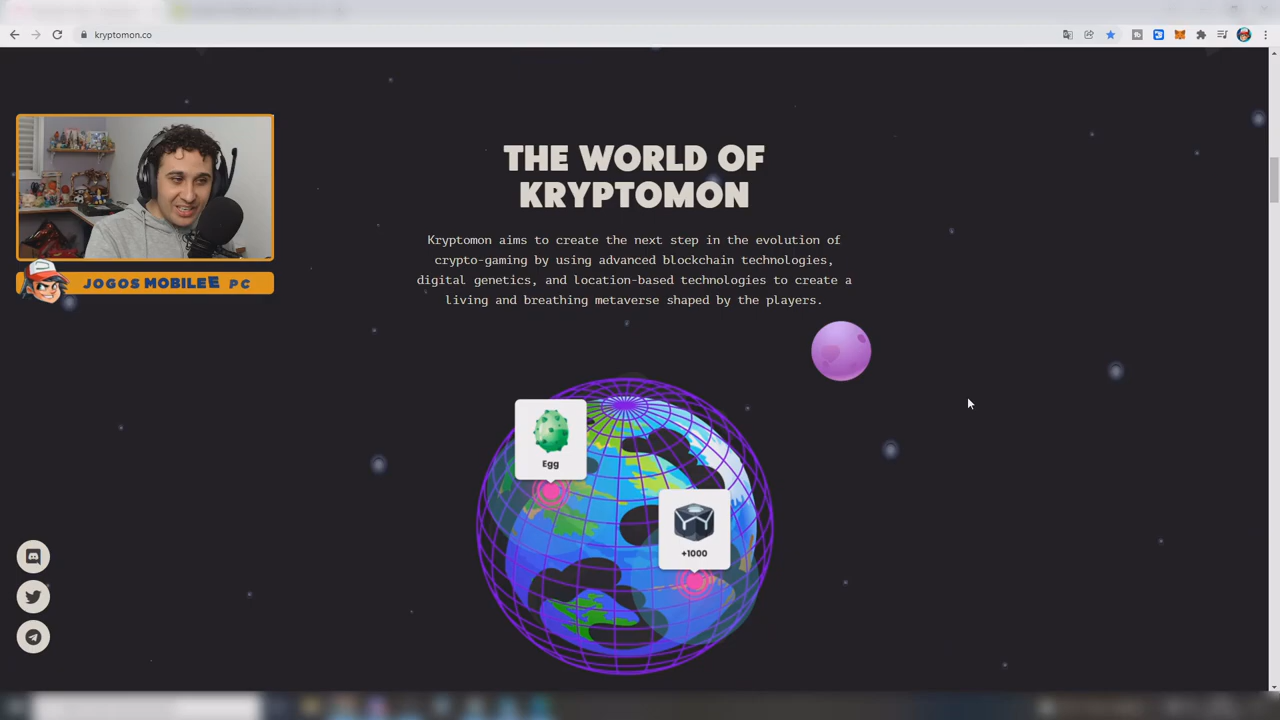 kryptomon.co
THE WORLD OF
KRYPTOMON
Kryptomon aims to create the next step in the evolution of
crypto-gaming by using advanced blockchain technologies,
digital genetics, and location-based technologies to create a
living and breathing metaverse shaped by the players.
JOGOS MOBILE E PC
Egg
+1000